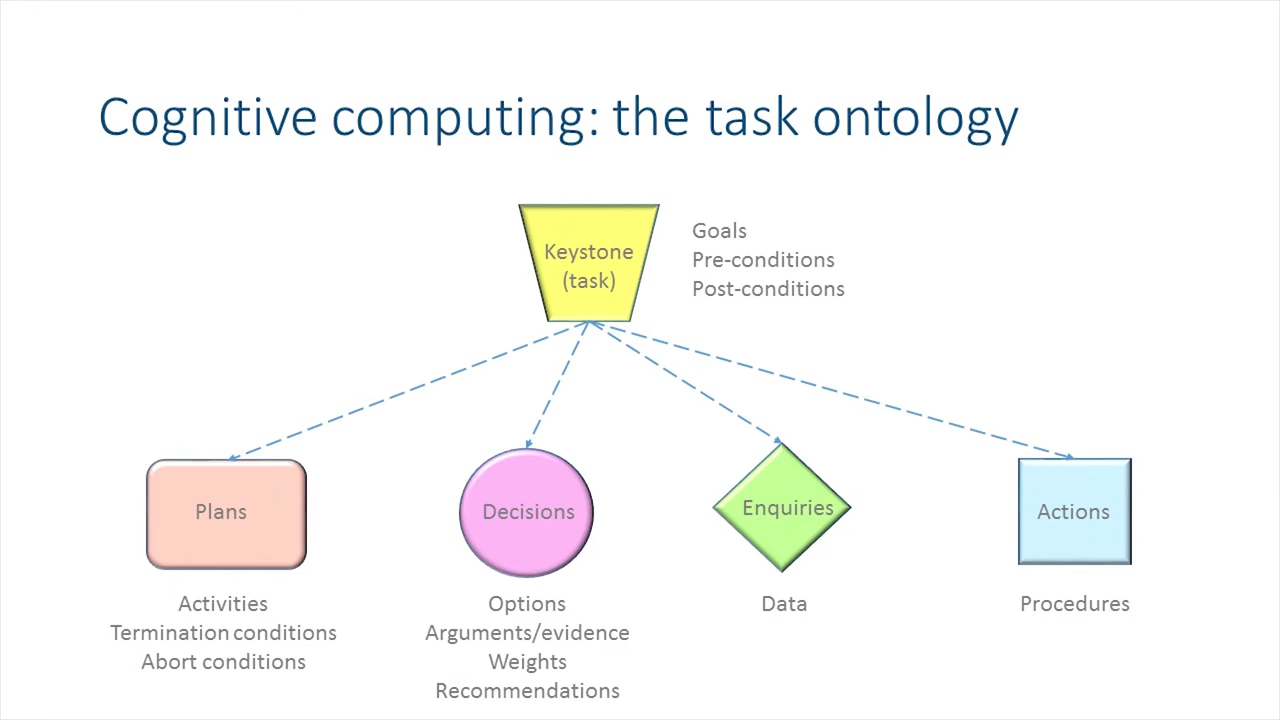 Cognitive computing: the task ontology
Keystone
(task)
Goals
Pre-conditions
Post-conditions
Plans
Decisions
Enquiries
Actions
Activities
Termination conditions
Abort conditions
Options
Arguments/evidence
Weights
Recommendations
Data
Procedures